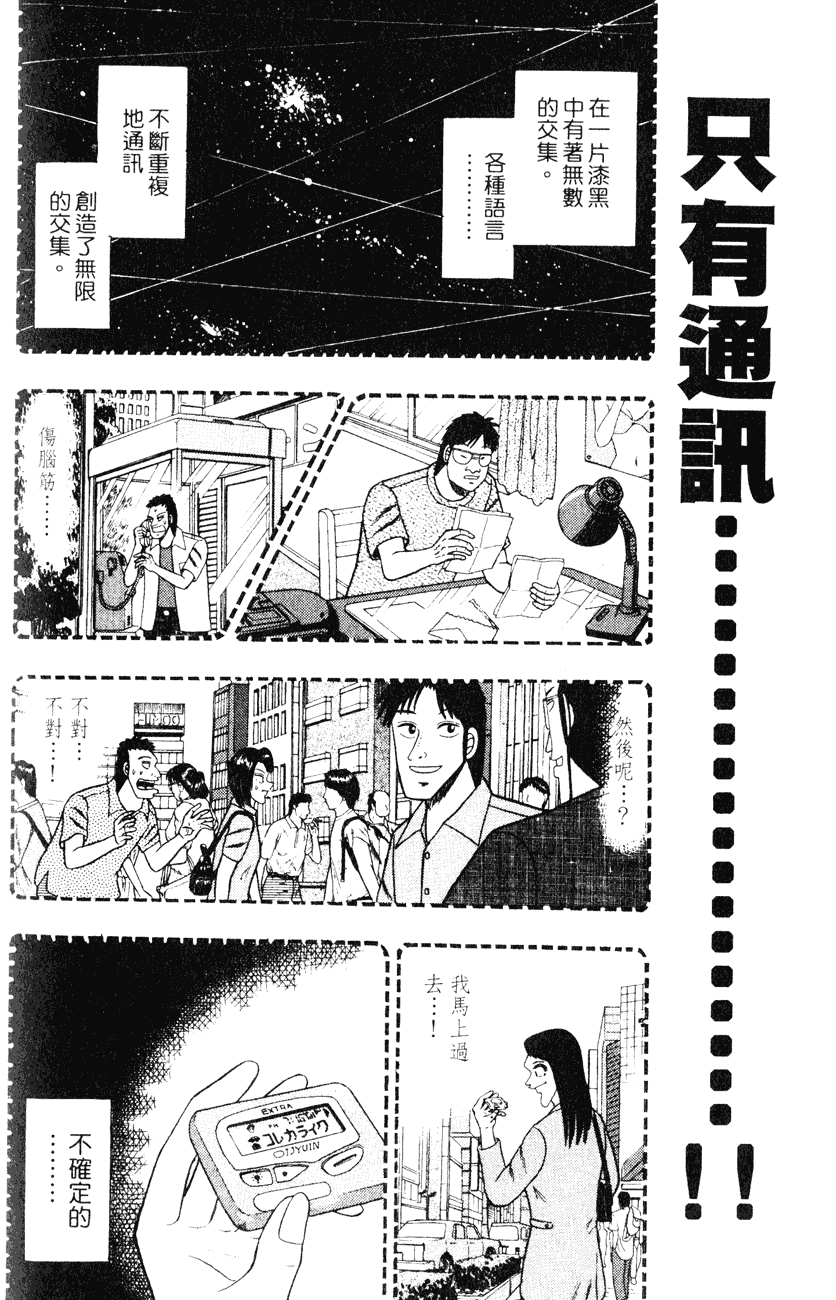 只有通訊……………………!!
在一片漆黑
中有著無數
的交集。
各種語言
…………
不斷重複
地通訊
創造了無限
的交集。
傷腦筋……
然後呢…?
不對…
不對…!
我馬上過
去…!
EXTRA
コレカライク
不確定的
………